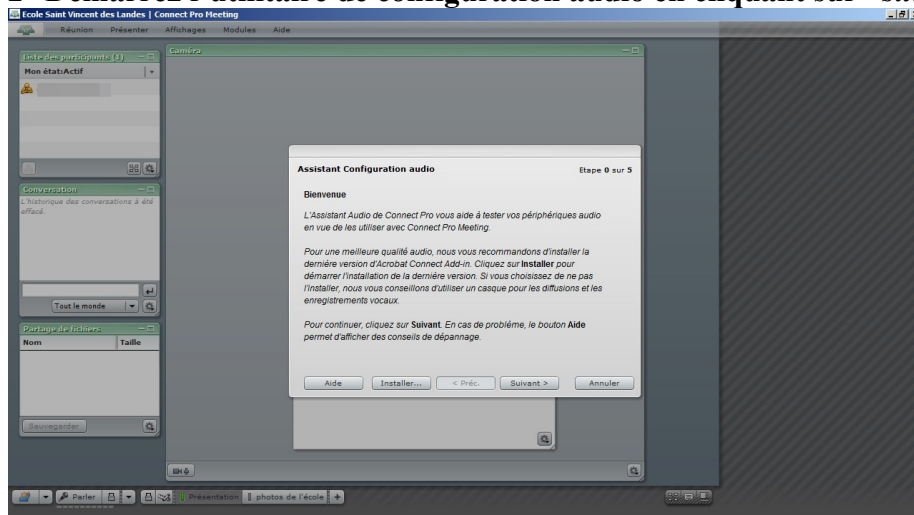 Démarrez l'utilitaire de configuration audio en cliquant sur
Ecole Saint Vincent des Landes | Connect Pro Meeting
Réunion Présenter Affichages Modules Aide
Liste des participants (1)
Mon état:Actif
Caméra
Conversation
L'historique des conversations a été
effacé.
Tout le monde
Partage de fichiers
Nom Taille
Sauvegarder
Assistant Configuration audio Etape 0 sur 5
Bienvenue
L'Assistant Audio de Connect Pro vous aide à tester vos périphériques audio
en vue de les utiliser avec Connect Pro Meeting.
Pour une meilleure qualité audio, nous vous recommandons d'installer la
dernière version d'Acrobat Connect Add-in. Cliquez sur Installer pour
démarrer l'installation de la dernière version. Si vous choisissez de ne pas
l'installer, nous vous conseillons d'utiliser un casque pour les diffusions et les
enregistrements vocaux.
Pour continuer, cliquez sur Suivant. En cas de problème, le bouton Aide
permet d'afficher des conseils de dépannage.
Aide Installer... < Préc. Suivant > Annuler
Parler Présentation photos de l'école +